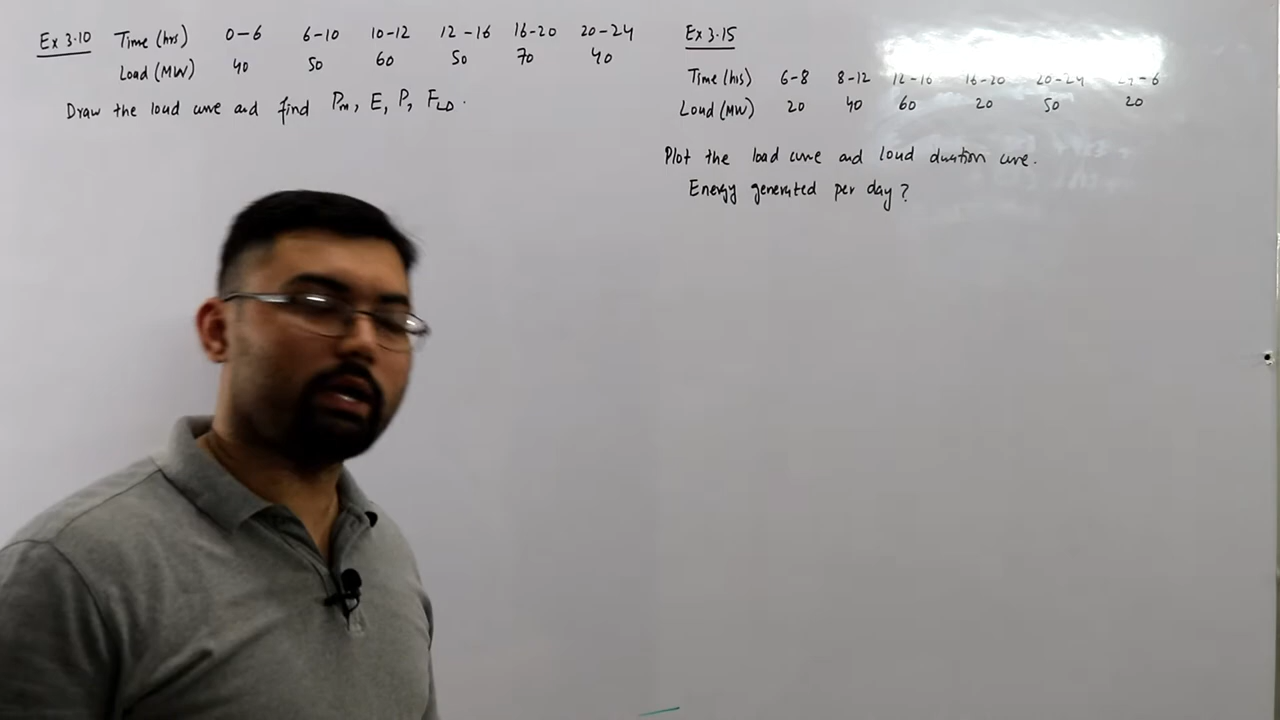 Ex 3.10 Time (hrs) 0-6 6-10 10-12 12-16 16-20 20-24
Load (MW) 40 50 60 50 70 40
Draw the load curve and find Pm, E, P, FLD.
Ex 3.15
Time (hrs) 6-8 8-12 12-16 16-20 20-24 24-6
Load (MW) 20 40 60 20 50 20
Plot the load curve and load duration curve.
Energy generated per day?